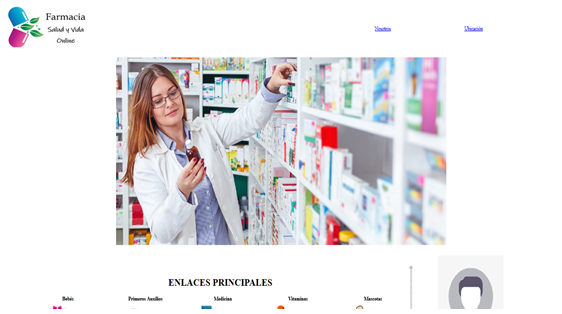 Farmacia
Salud y Vida
Online
Nosotros
Ubicación
ENLACES PRINCIPALES
Bebés
Primeros Auxilios
Medicina
Vitaminas
Mascotas